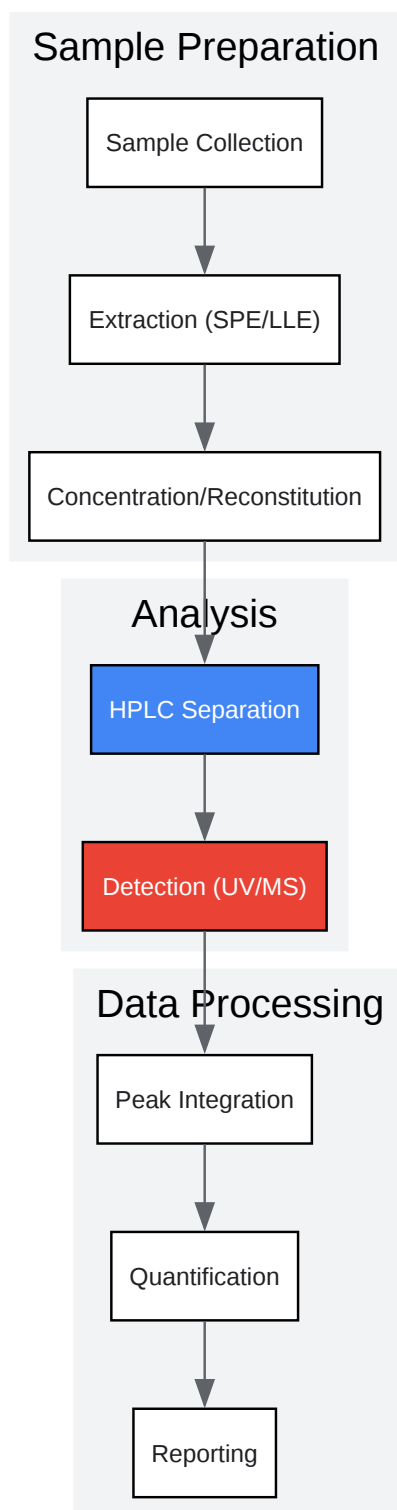 Sample Preparation
Sample Collection
Extraction (SPE/LLE)
Concentration/Reconstitution
Analysis
HPLC Separation
Detection (UV/MS)
Data Processing
Peak Integration
Quantification
Reporting